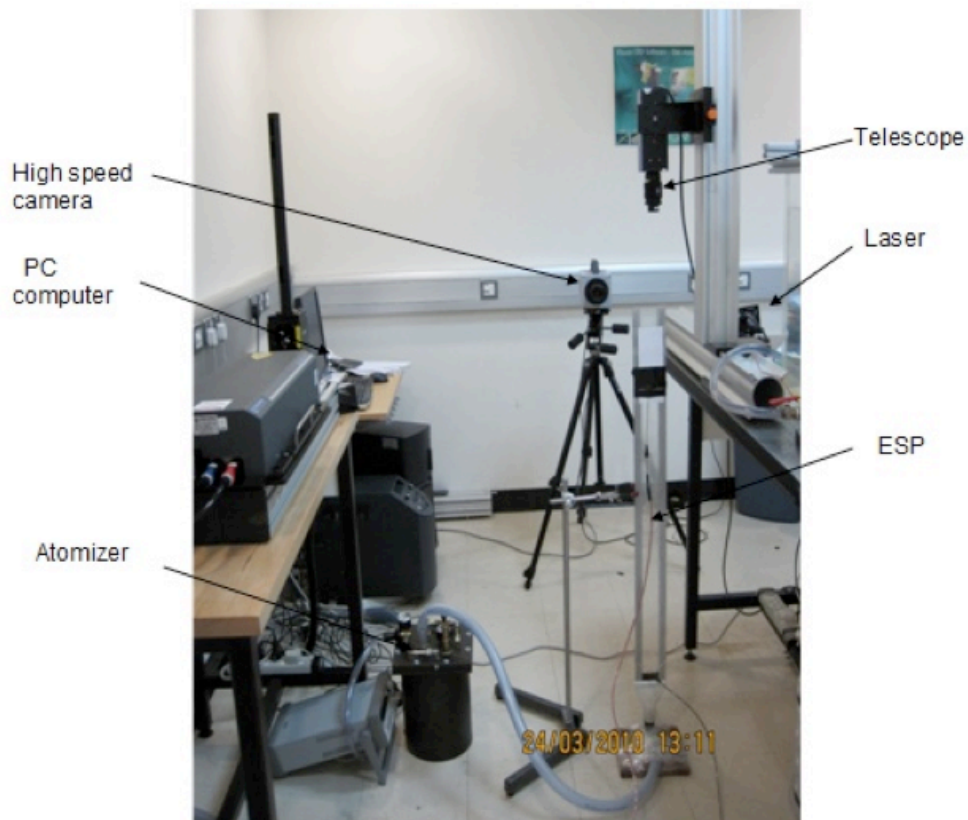 Telescope
High speed
camera
Laser
PC
computer
ESP
Atomizer
24/03/2010 13:11